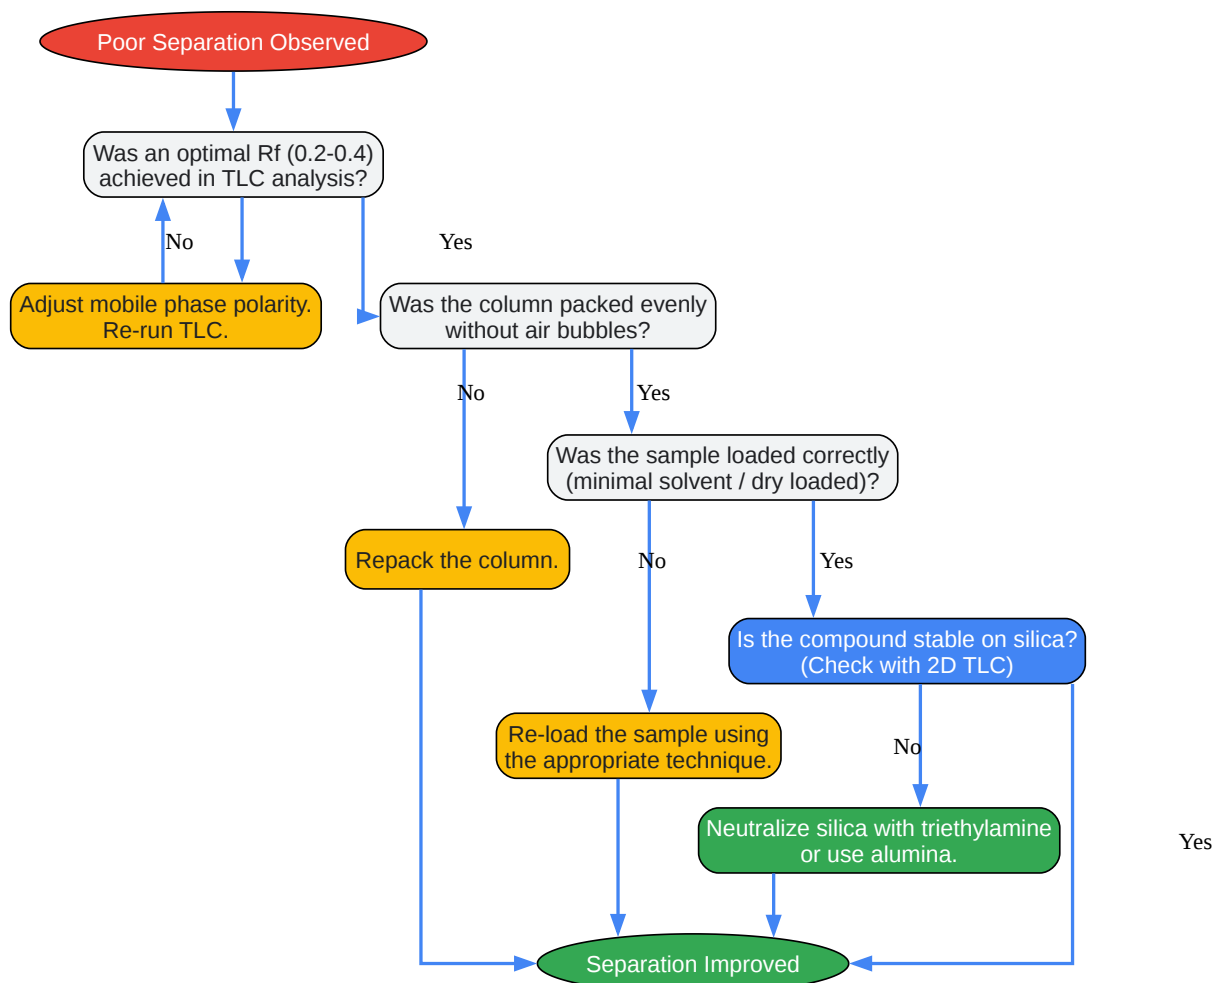 Poor Separation Observed
Was an optimal Rf (0.2-0.4)
achieved in TLC analysis?
No
Yes
Adjust mobile phase polarity.
Re-run TLC.
Was the column packed evenly
without air bubbles?
No
Yes
Was the sample loaded correctly
(minimal solvent / dry loaded)?
Repack the column.
No
Yes
Is the compound stable on silica?
(Check with 2D TLC)
Re-load the sample using
the appropriate technique.
No
Neutralize silica with triethylamine
or use alumina.
Yes
Separation Improved